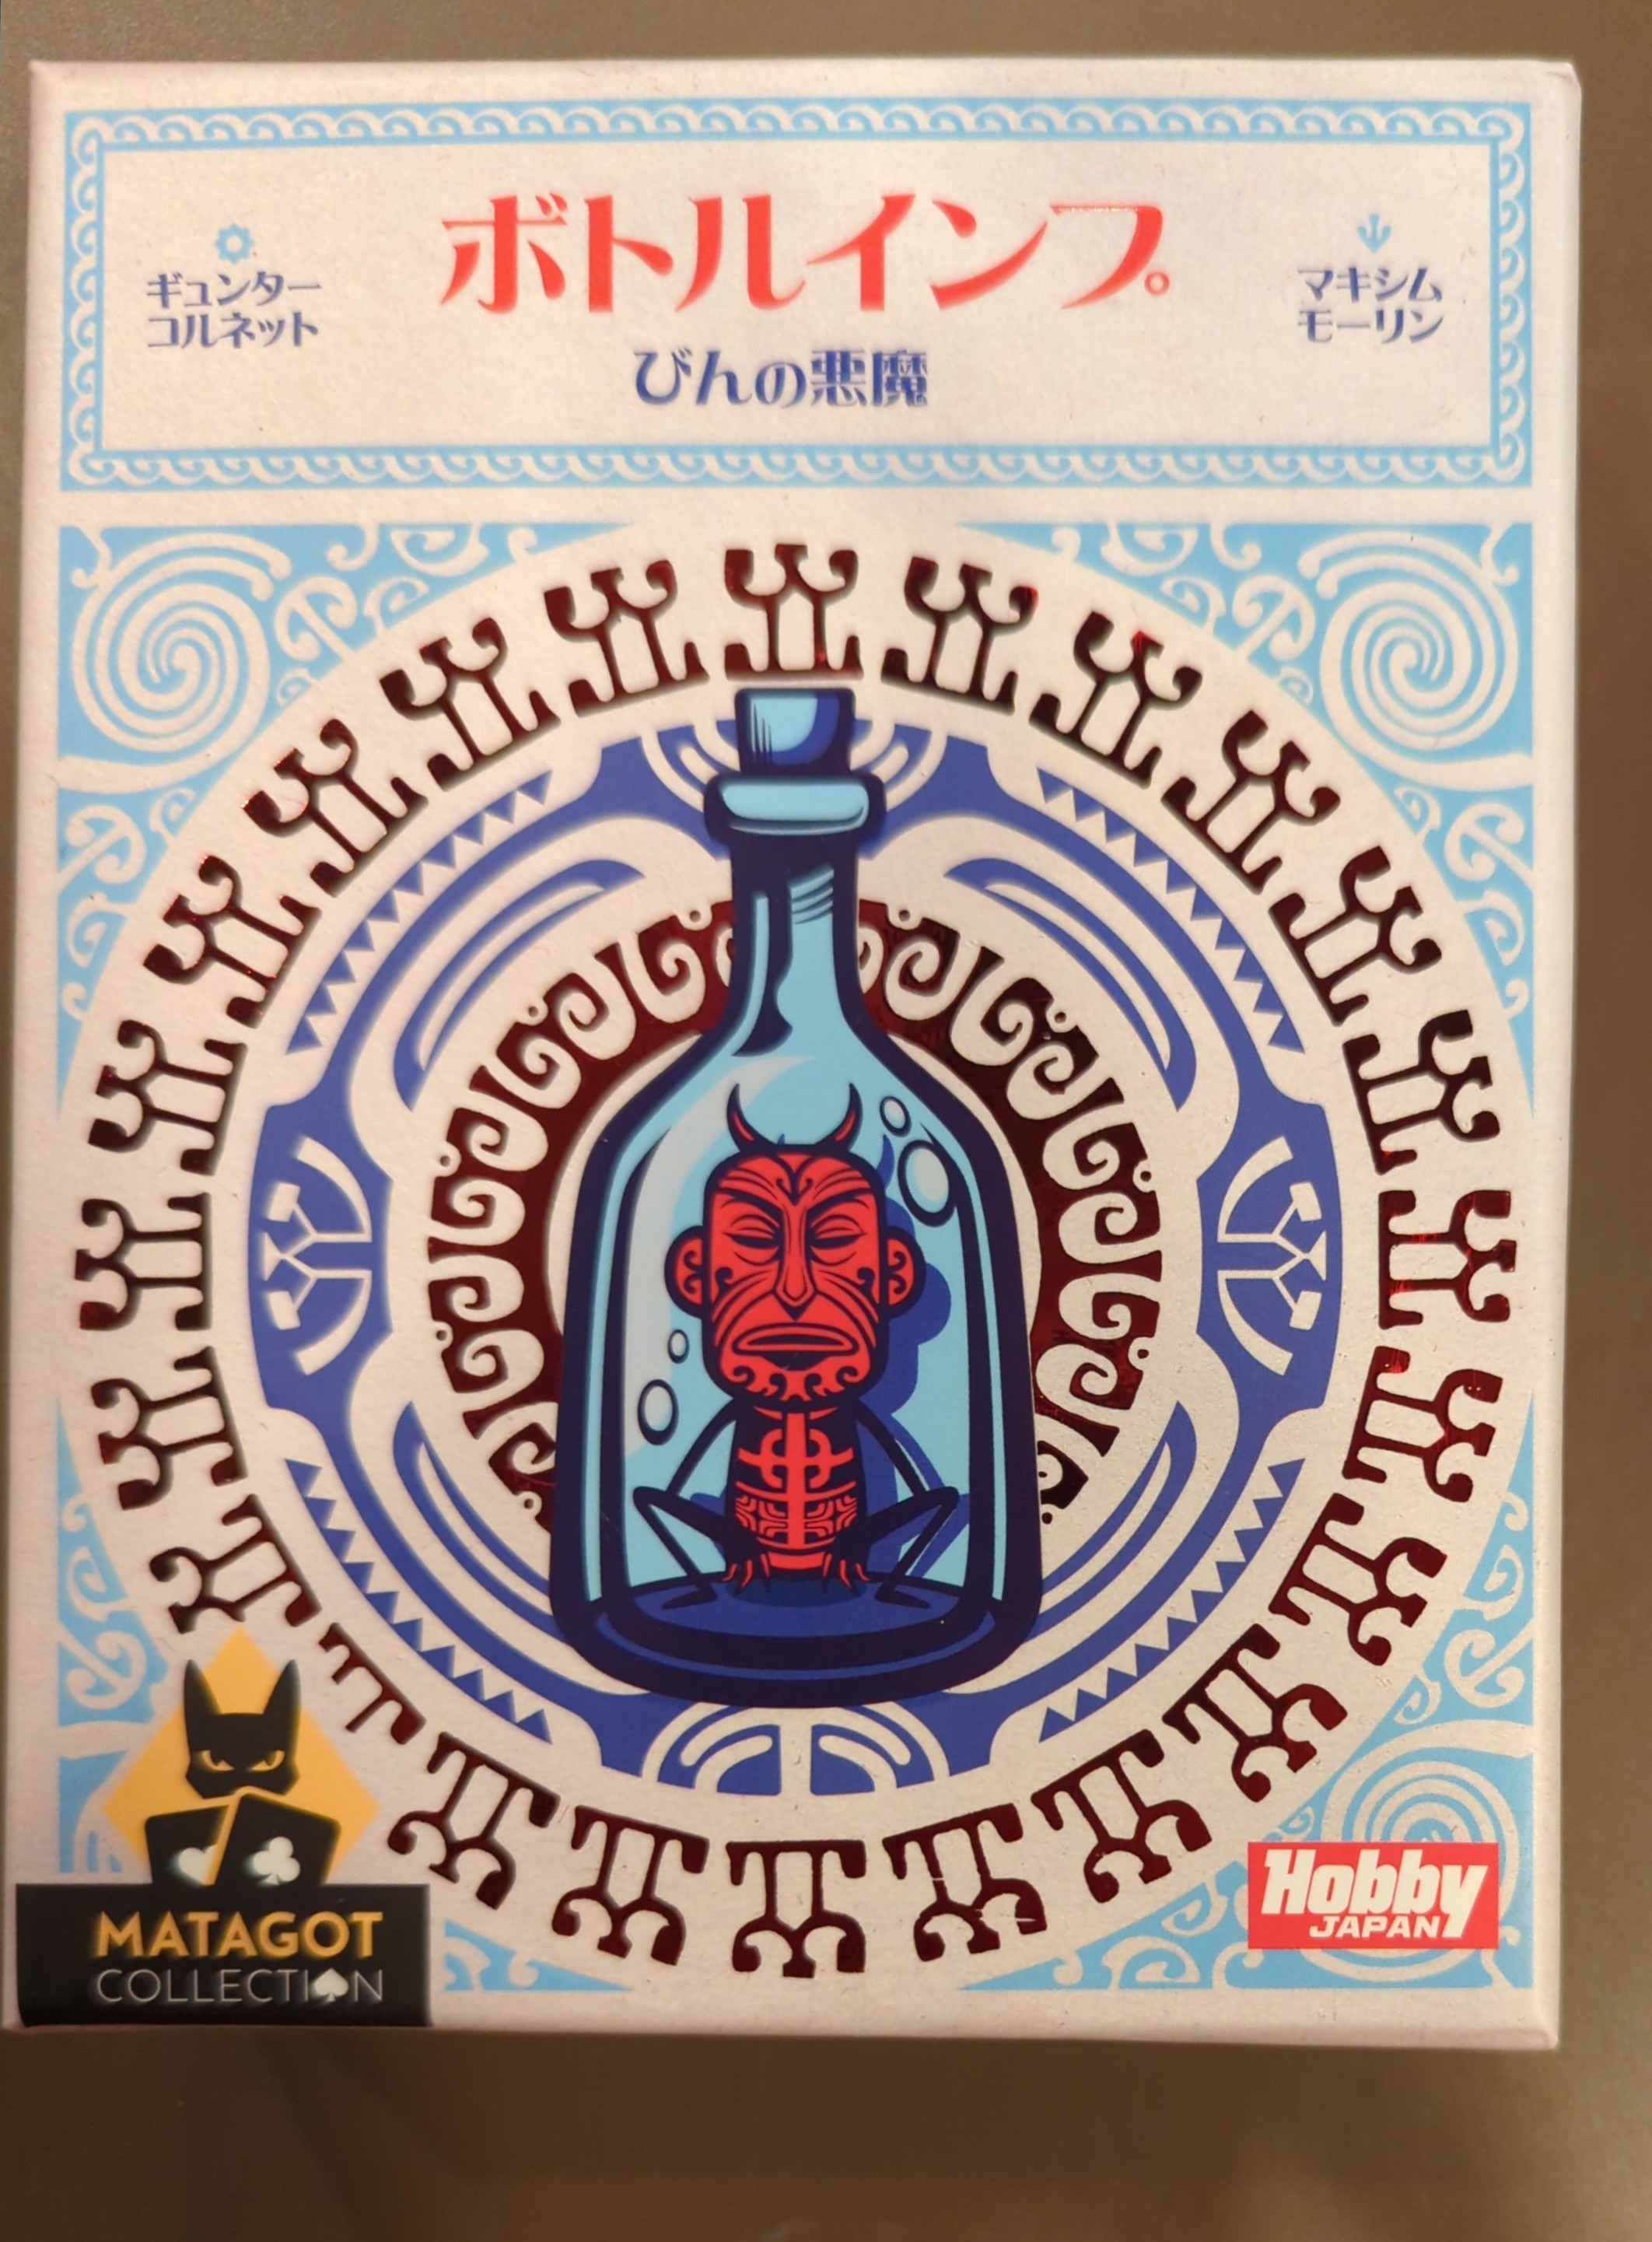 ボトルインプ
びんの悪魔
ギュンター
コルネット
マキシム
モーリン
MATAGOT
COLLECTION
Hobby
JAPAN